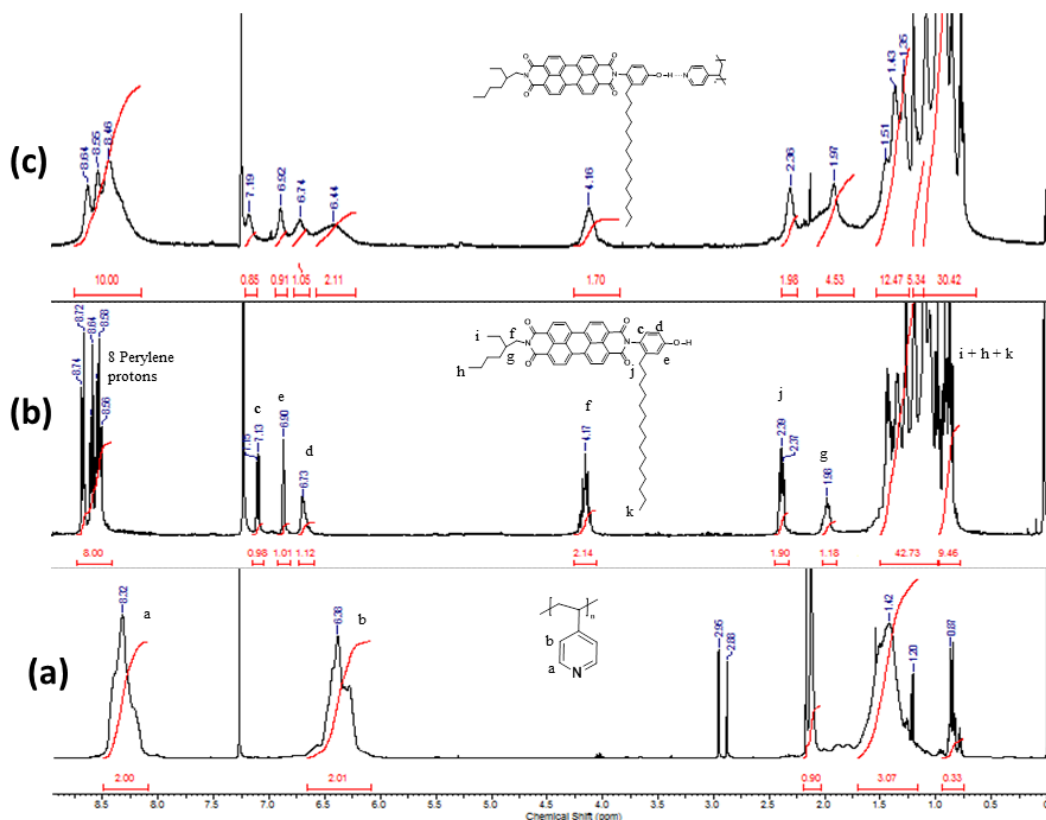 (c)
8.64
8.55
8.46
7.19
6.92
6.74
6.44
4.16
2.36
1.97
1.51
1.43
1.35
N
O
O
N
O
O
O-H
N
10.00
0.85
0.91
1.05
2.11
1.70
1.98
4.53
12.47
5.34
30.42
(b)
8.74
8.72
8.64
8.58
8.56
8 Perylene
protons
7.13
6.90
6.73
4.17
2.39
2.37
1.98
c
e
d
f
j
g
i + h + k
i
f
g
h
N
O
O
N
O
O
c
d
e
O-H
j
k
8.00
0.98
1.01
1.12
2.14
1.90
1.18
42.73
9.46
(a)
8.32
a
6.38
b
n
b
a
N
2.95
2.88
1.42
1.20
0.87
2.00
2.01
0.90
3.07
0.33
8.5 8.0 7.5 7.0 6.5 6.0 5.5 5.0 4.5 4.0 3.5 3.0 2.5 2.0 1.5 1.0 0.5 0
Chemical Shift (ppm)